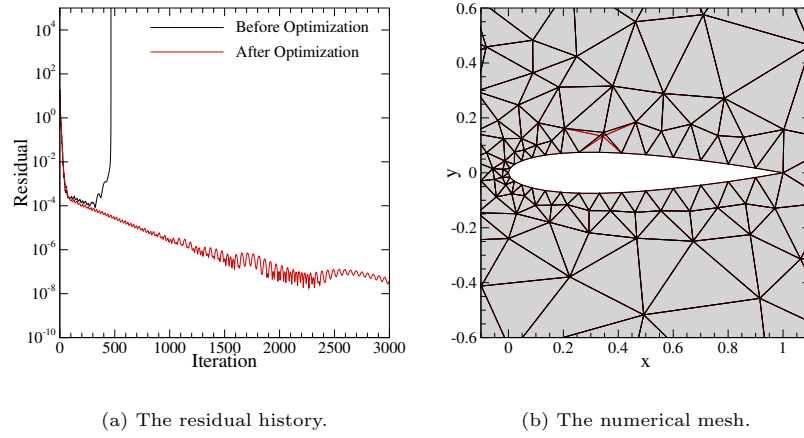 10^4
10^2
10^0
10^-2
10^-4
10^-6
10^-8
10^-10
Residual
Before Optimization
After Optimization
0 500 1000 1500 2000 2500 3000
Iteration
0.6
0.4
0.2
0
-0.2
-0.4
-0.6
y
0 0.2 0.4 0.6 0.8 1
x
(a) The residual history.
(b) The numerical mesh.